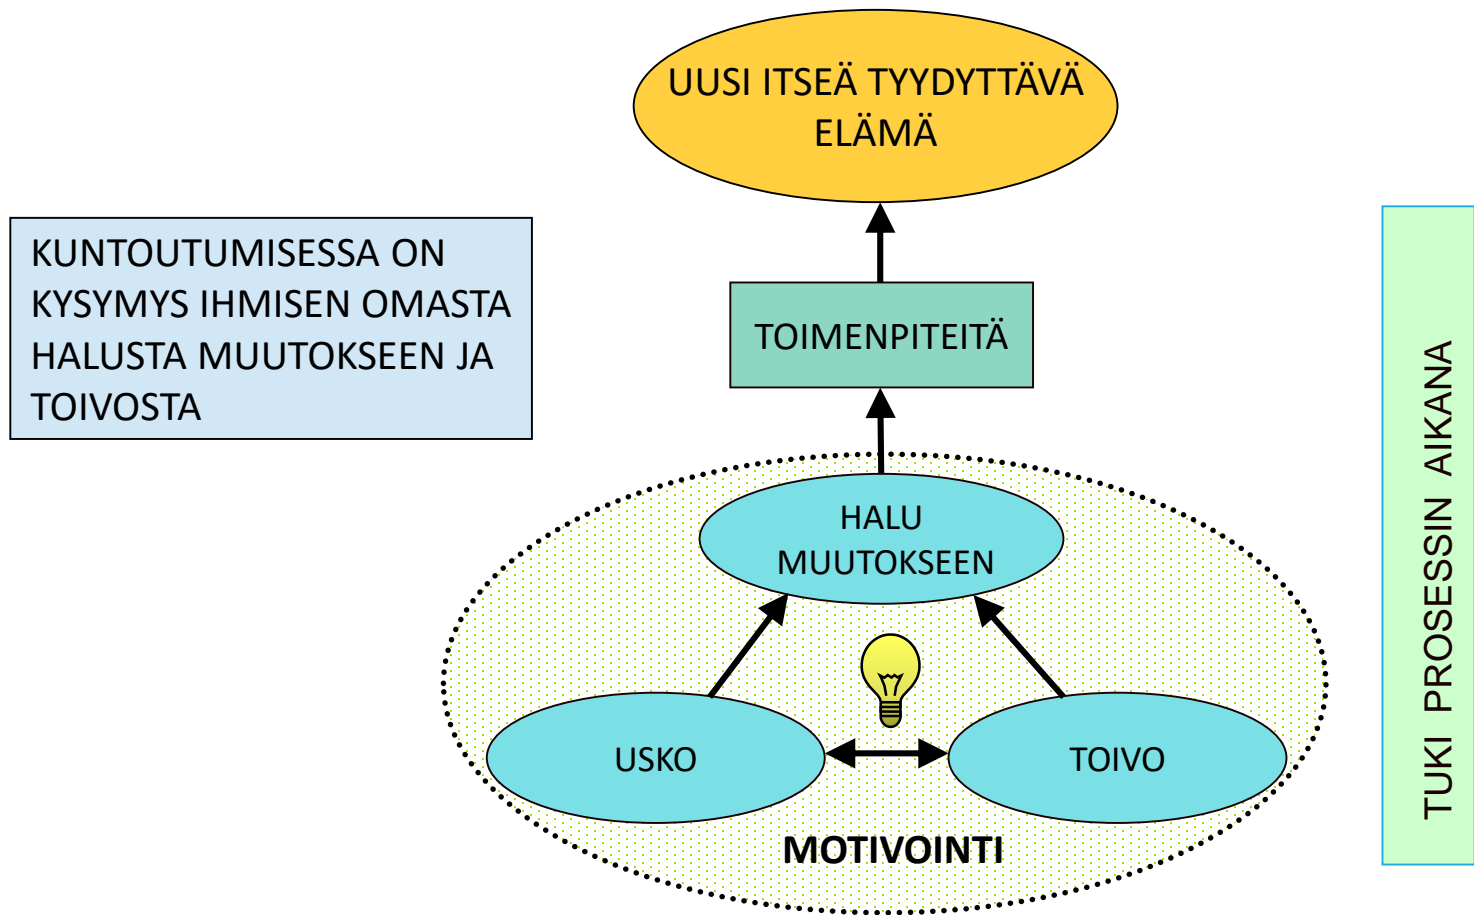 UUSI ITSEÄ TYYDYTTÄVÄ
ELÄMÄ
KUNTOUTUMISESSA ON
KYSYMYS IHMISEN OMASTA
HALUSTA MUUTOKSEEN JA
TOIVOSTA
TOIMENPITEITÄ
HALU
MUUTOKSEEN
USKO
TOIVO
MOTIVOINTI
TUKI PROSESSIN AIKANA